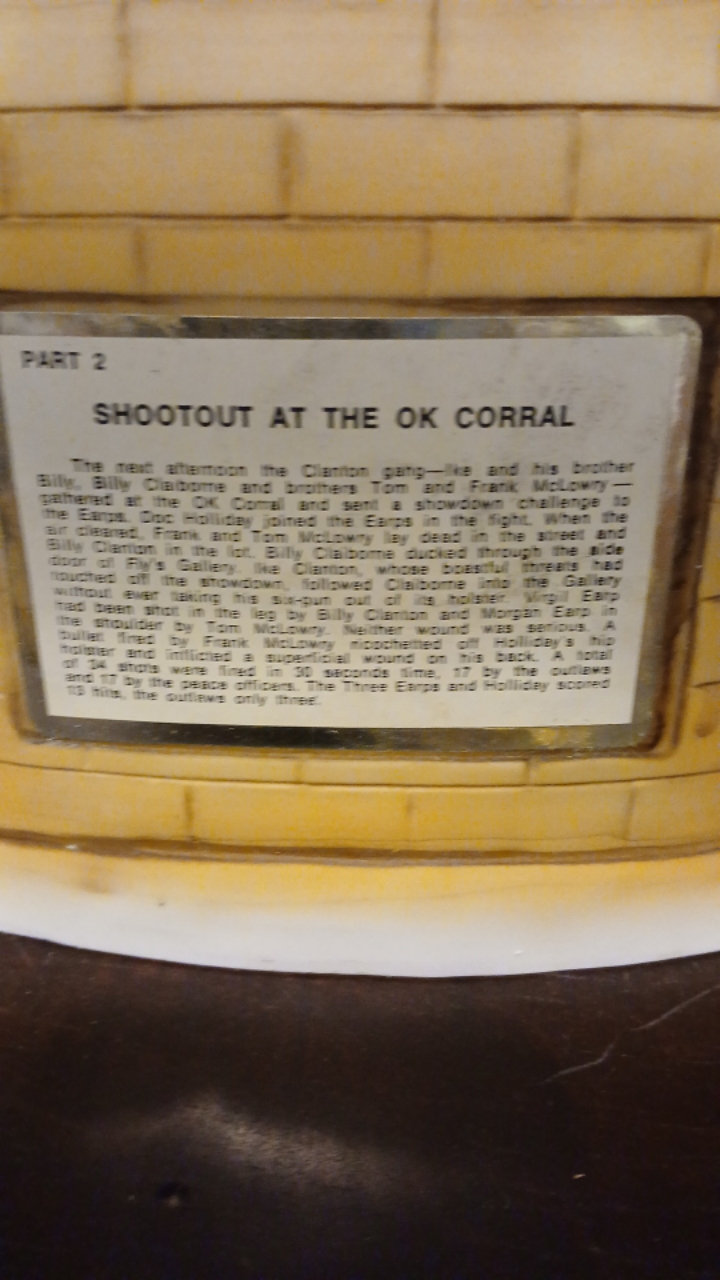 PART 2
SHOOTOUT AT THE OK CORRAL
The next afternoon the Clanton gang—Ike and his brother
Billy, Billy Claiborne and brothers Tom and Frank McLowry—
gathered at the OK Corral and sent a showdown challenge to
the Earps. Doc Holliday joined the Earps in the fight. When the
air cleared, Frank and Tom McLowry lay dead in the street and
Billy Clanton in the lot. Billy Claiborne ducked through the side
door of Fly's Gallery. Ike Clanton, whose boastful threats had
touched off the showdown, followed Claiborne into the Gallery
without ever taking his six-gun out of its holster. Virgil Earp
had been shot in the leg by Billy Clanton and Morgan Earp in
the shoulder by Tom McLowry. Neither wound was serious. A
bullet fired by Frank McLowry ricochetted off Holliday's hip
holster and inflicted a superficial wound on his back. A total
of 34 shots were fired in 30 seconds time, 17 by the outlaws
and 17 by the peace officers. The Three Earps and Holliday scored
13 hits, the outlaws only three.